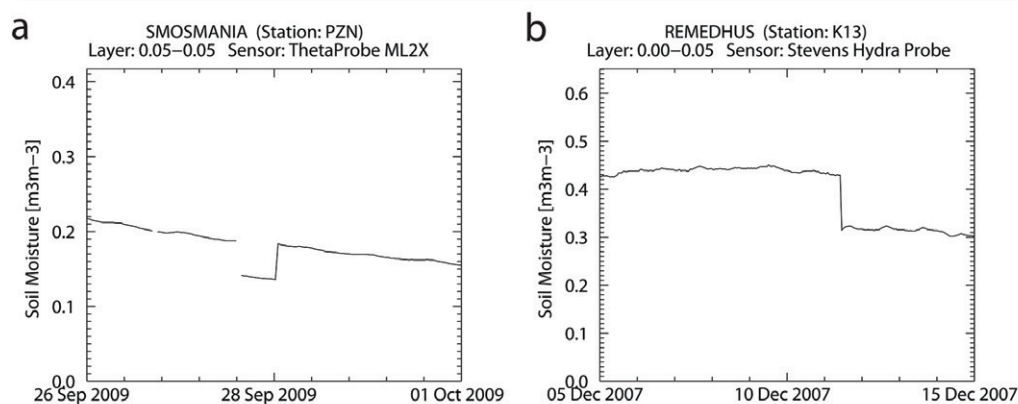 a
SMOSMANIA (Station: PZN)
Layer: 0.05−0.05 Sensor: ThetaProbe ML2X
Soil Moisture [m3m−3]
0.4
0.3
0.2
0.1
0.0
26 Sep 2009
28 Sep 2009
01 Oct 2009
b
REMEDHUS (Station: K13)
Layer: 0.00−0.05 Sensor: Stevens Hydra Probe
Soil Moisture [m3m−3]
0.6
0.5
0.4
0.3
0.2
0.1
0.0
05 Dec 2007
10 Dec 2007
15 Dec 2007